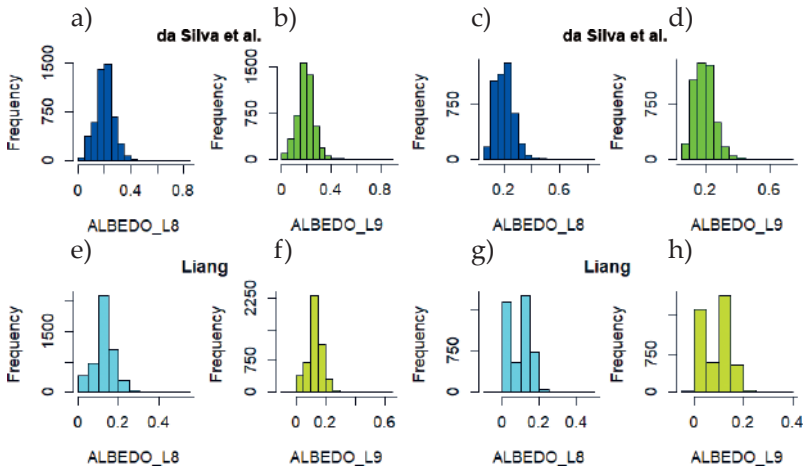 a) b) c) d)
da Silva et al. da Silva et al.
Frequency
0 750 1500
0 0.4 0.8
ALBEDO_L8
Frequency
0 750 1500
0 0.4 0.8
ALBEDO_L9
Frequency
0 750
0.2 0.6
ALBEDO_L8
Frequency
0 750
0.2 0.6
ALBEDO_L9
e) f) g) h)
Liang Liang
Frequency
0 1500
0 0.2 0.4
ALBEDO_L8
Frequency
0 750 2250
0 0.2 0.6
ALBEDO_L9
Frequency
0 750
0 0.2 0.4
ALBEDO_L8
Frequency
0 750
0 0.2 0.4
ALBEDO_L9